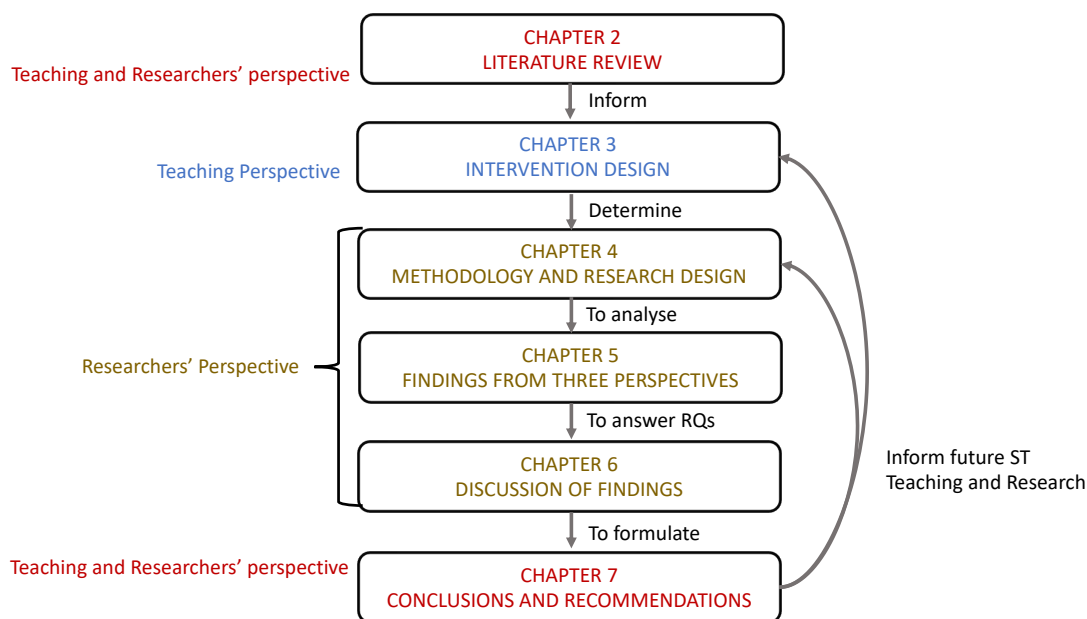 CHAPTER 2
LITERATURE REVIEW
Teaching and Researchers’ perspective
Inform
CHAPTER 3
INTERVENTION DESIGN
Teaching Perspective
Determine
CHAPTER 4
METHODOLOGY AND RESEARCH DESIGN
To analyse
Researchers’ Perspective
CHAPTER 5
FINDINGS FROM THREE PERSPECTIVES
To answer RQs
CHAPTER 6
DISCUSSION OF FINDINGS
Inform future ST
Teaching and Research
To formulate
Teaching and Researchers’ perspective
CHAPTER 7
CONCLUSIONS AND RECOMMENDATIONS